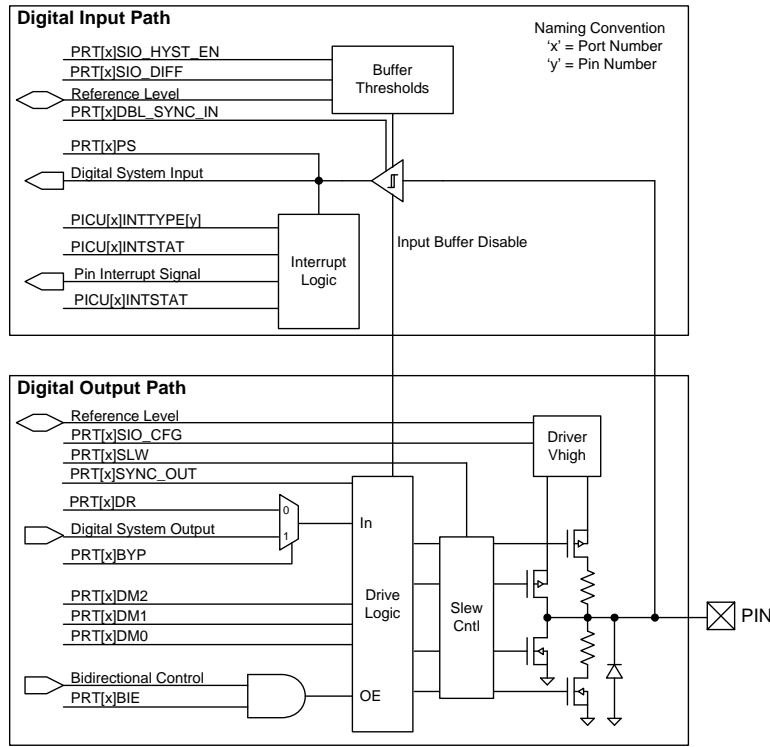 Digital Input Path
Naming Convention
'x' = Port Number
'y' = Pin Number
PRT[x]SIO_HYST_EN
PRT[x]SIO_DIFF
Reference Level
PRT[x]DBL_SYNC_IN
Buffer
Thresholds
PRT[x]PS
Digital System Input
PICU[x]INTTYPE[y]
PICU[x]INTSTAT
Pin Interrupt Signal
PICU[x]INTSTAT
Interrupt
Logic
Input Buffer Disable
Digital Output Path
Reference Level
PRT[x]SIO_CFG
PRT[x]SLW
PRT[x]SYNC_OUT
Driver
Vhigh
PRT[x]DR
Digital System Output
PRT[x]BYP
0
1
In
PRT[x]DM2
PRT[x]DM1
PRT[x]DM0
Drive
Logic
Slew
Cntl
PIN
Bidirectional Control
PRT[x]BIE
OE